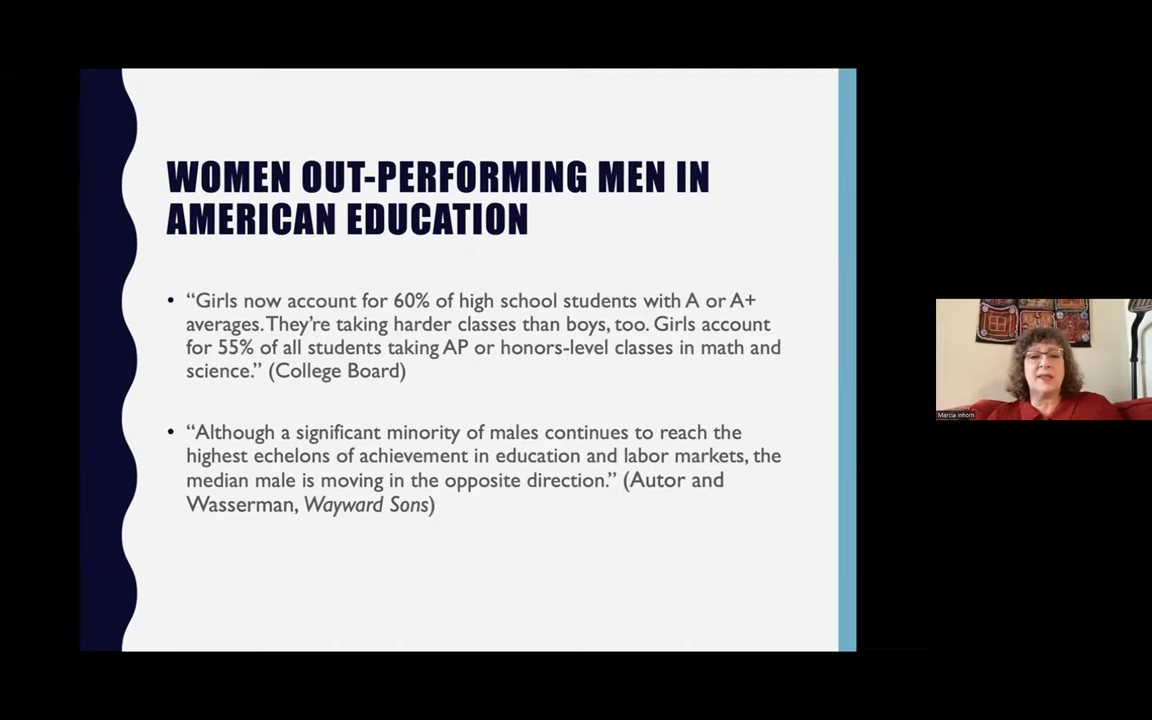 WOMEN OUT-PERFORMING MEN IN
AMERICAN EDUCATION
• “Girls now account for 60% of high school students with A or A+
averages. They’re taking harder classes than boys, too. Girls account
for 55% of all students taking AP or honors-level classes in math and
science.” (College Board)
• “Although a significant minority of males continues to reach the
highest echelons of achievement in education and labor markets, the
median male is moving in the opposite direction.” (Autor and
Wasserman, Wayward Sons)
Marcia Inhorn